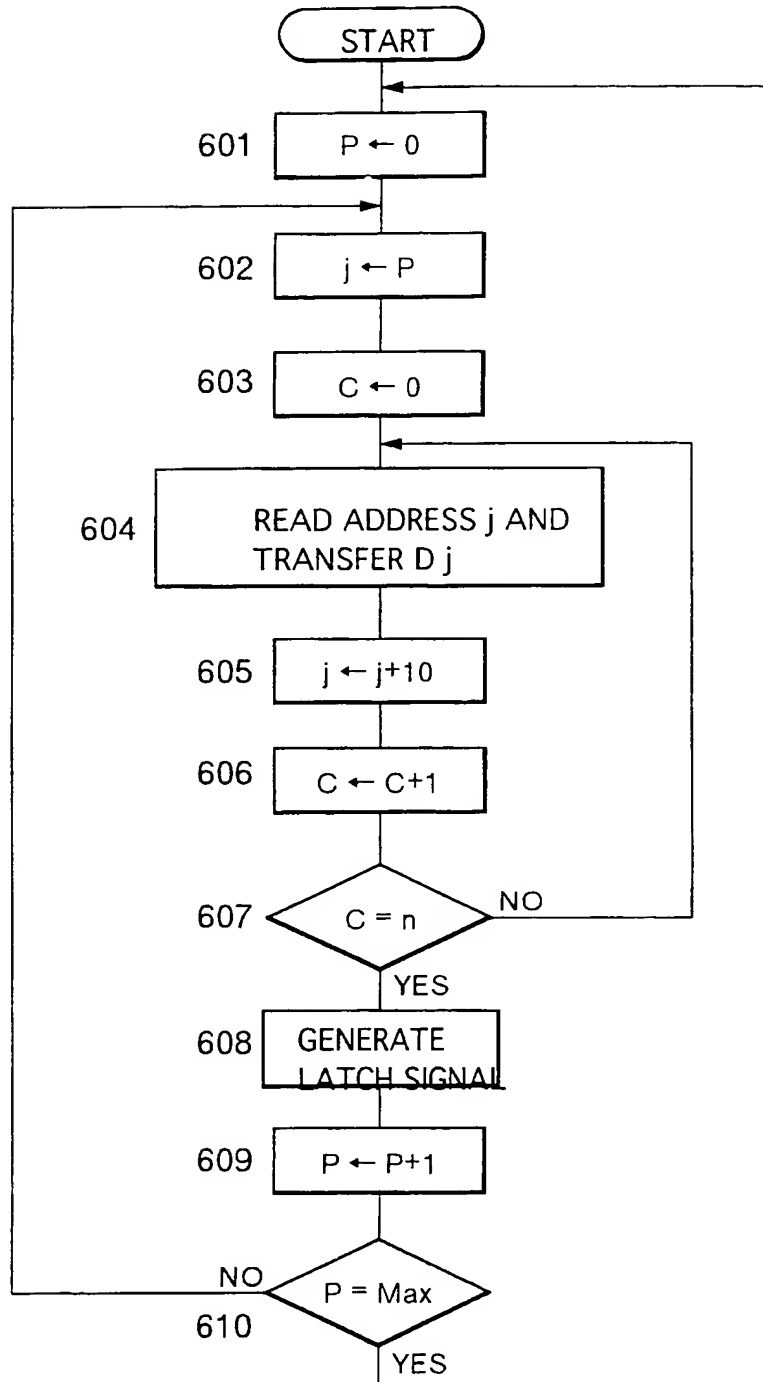 START
601
P ← 0
602
j ← P
603
C ← 0
604
READ ADDRESS j AND
TRANSFER D j
605
j ← j+10
606
C ← C+1
607
C = n
NO
YES
608
GENERATE
LATCH SIGNAL
609
P ← P+1
NO
P = Max
610
YES